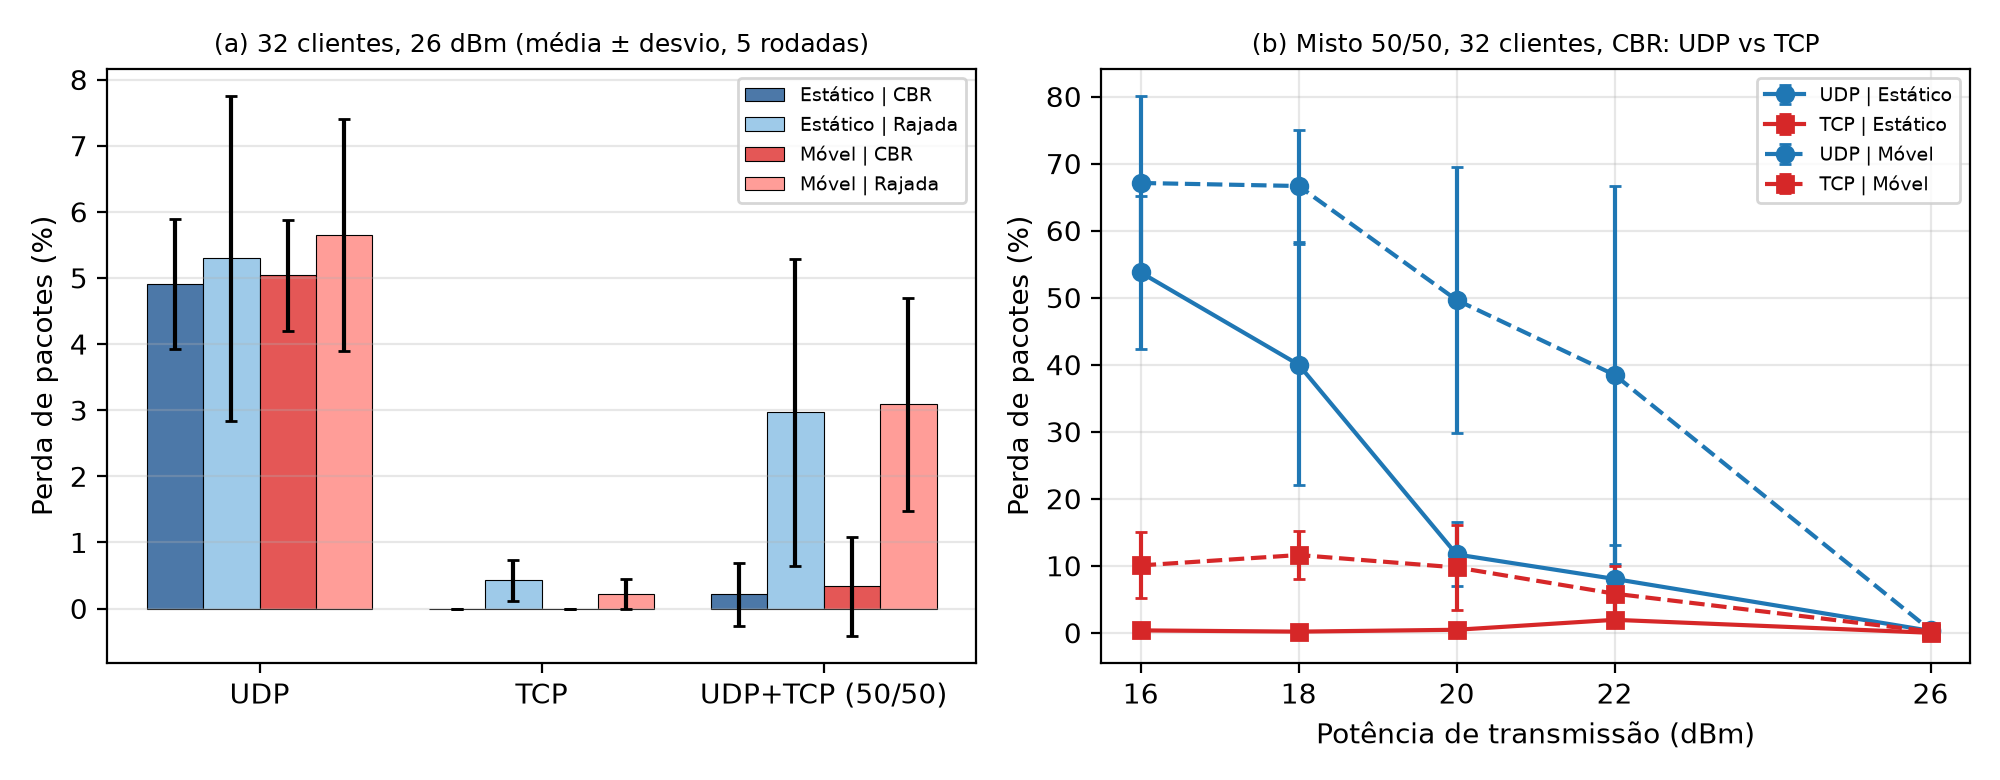 (a) 32 clientes, 26 dBm (média ± desvio, 5 rodadas)
Perda de pacotes (%)
8
7
6
5
4
3
2
1
0
Estático | CBR
Estático | Rajada
Móvel | CBR
Móvel | Rajada
UDP
TCP
UDP+TCP (50/50)
(b) Misto 50/50, 32 clientes, CBR: UDP vs TCP
Perda de pacotes (%)
80
70
60
50
40
30
20
10
0
UDP | Estático
TCP | Estático
UDP | Móvel
TCP | Móvel
16
18
20
22
26
Potência de transmissão (dBm)